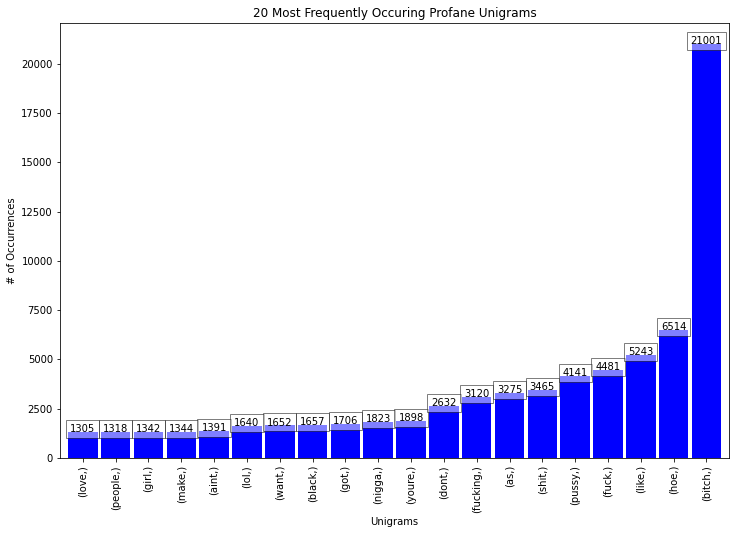 20 Most Frequently Occuring Profane Unigrams
# of Occurrences
20000
17500
15000
12500
10000
7500
5000
2500
0
1305
1318
1342
1344
1391
1640
1652
1657
1706
1823
1898
2632
3120
3275
3465
4141
4481
5243
6514
21001
(love,)
(people,)
(girl,)
(make,)
(aint,)
(lol,)
(want,)
(black,)
(got,)
(nigga,)
(youre,)
(dont,)
(fucking,)
(as,)
(shit,)
(pussy,)
(fuck,)
(like,)
(hoe,)
(bitch,)
Unigrams